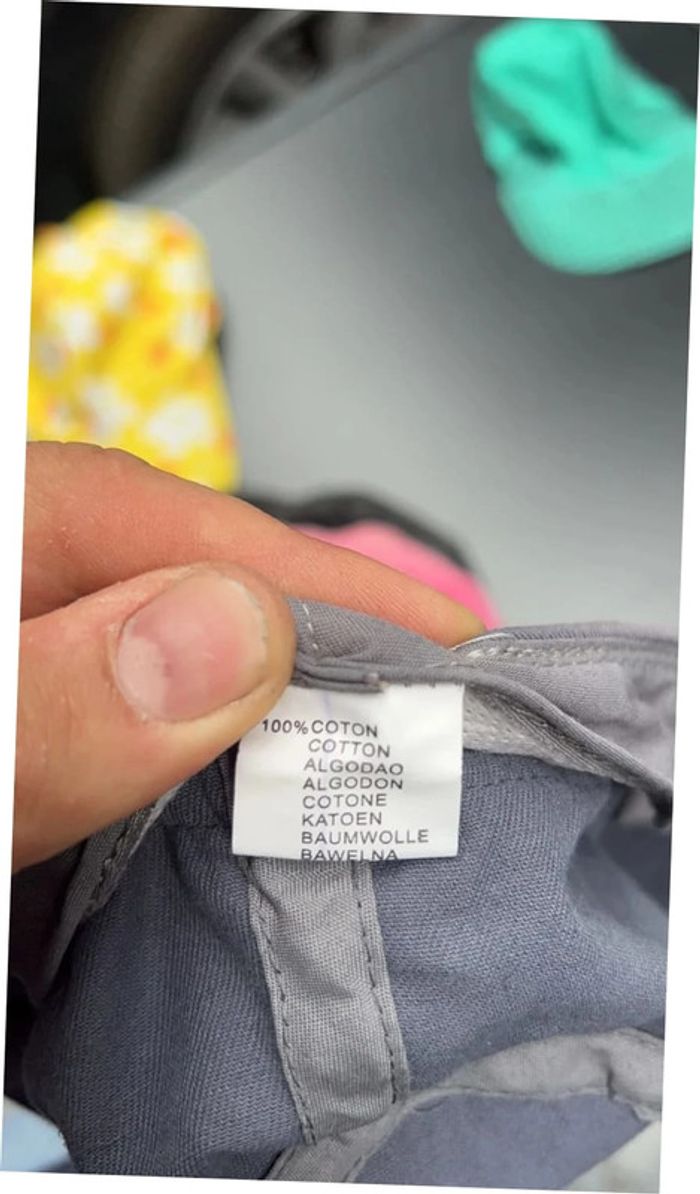 100% COTON
COTTON
ALGODAO
ALGODON
COTONE
KATOEN
BAUMWOLLE
BAWELNA